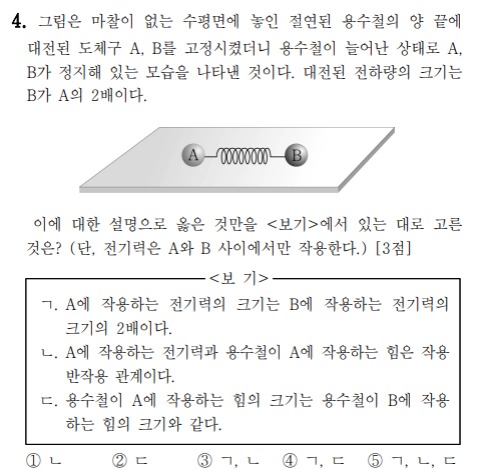 4. 그림은 마찰이 없는 수평면에 놓인 절연된 용수철의 양 끝에
대전된 도체구 A, B를 고정시켰더니 용수철이 늘어난 상태로 A,
B가 정지해 있는 모습을 나타낸 것이다. 대전된 전하량의 크기는
B가 A의 2배이다.
A B
이에 대한 설명으로 옳은 것만을 <보기>에서 있는 대로 고른
것은? (단, 전기력은 A와 B 사이에서만 작용한다.) [3점]
<보 기>
ㄱ. A에 작용하는 전기력의 크기는 B에 작용하는 전기력의
크기의 2배이다.
ㄴ. A에 작용하는 전기력과 용수철이 A에 작용하는 힘은 작용
반작용 관계이다.
ㄷ. 용수철이 A에 작용하는 힘의 크기는 용수철이 B에 작용
하는 힘의 크기와 같다.
① ㄴ ② ㄷ ③ ㄱ, ㄴ ④ ㄱ, ㄷ ⑤ ㄱ, ㄴ, ㄷ